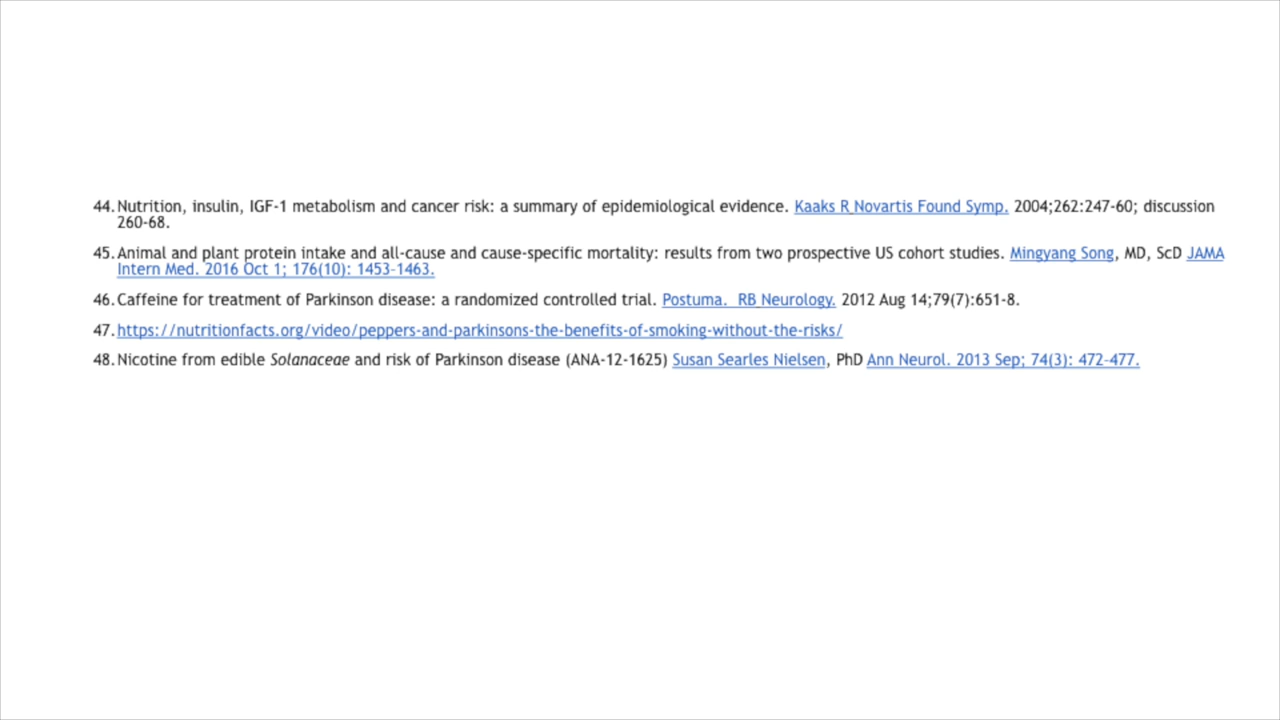 44. Nutrition, insulin, IGF-1 metabolism and cancer risk: a summary of epidemiological evidence. Kaaks R Novartis Found Symp. 2004;262:247-60; discussion
260-68.
45. Animal and plant protein intake and all-cause and cause-specific mortality: results from two prospective US cohort studies. Mingyang Song, MD, ScD JAMA
Intern Med. 2016 Oct 1; 176(10): 1453–1463.
46. Caffeine for treatment of Parkinson disease: a randomized controlled trial. Postuma.  RB Neurology. 2012 Aug 14;79(7):651-8.
47. https://nutritionfacts.org/video/peppers-and-parkinsons-the-benefits-of-smoking-without-the-risks/
48. Nicotine from edible Solanaceae and risk of Parkinson disease (ANA-12-1625) Susan Searles Nielsen, PhD Ann Neurol. 2013 Sep; 74(3): 472–477.